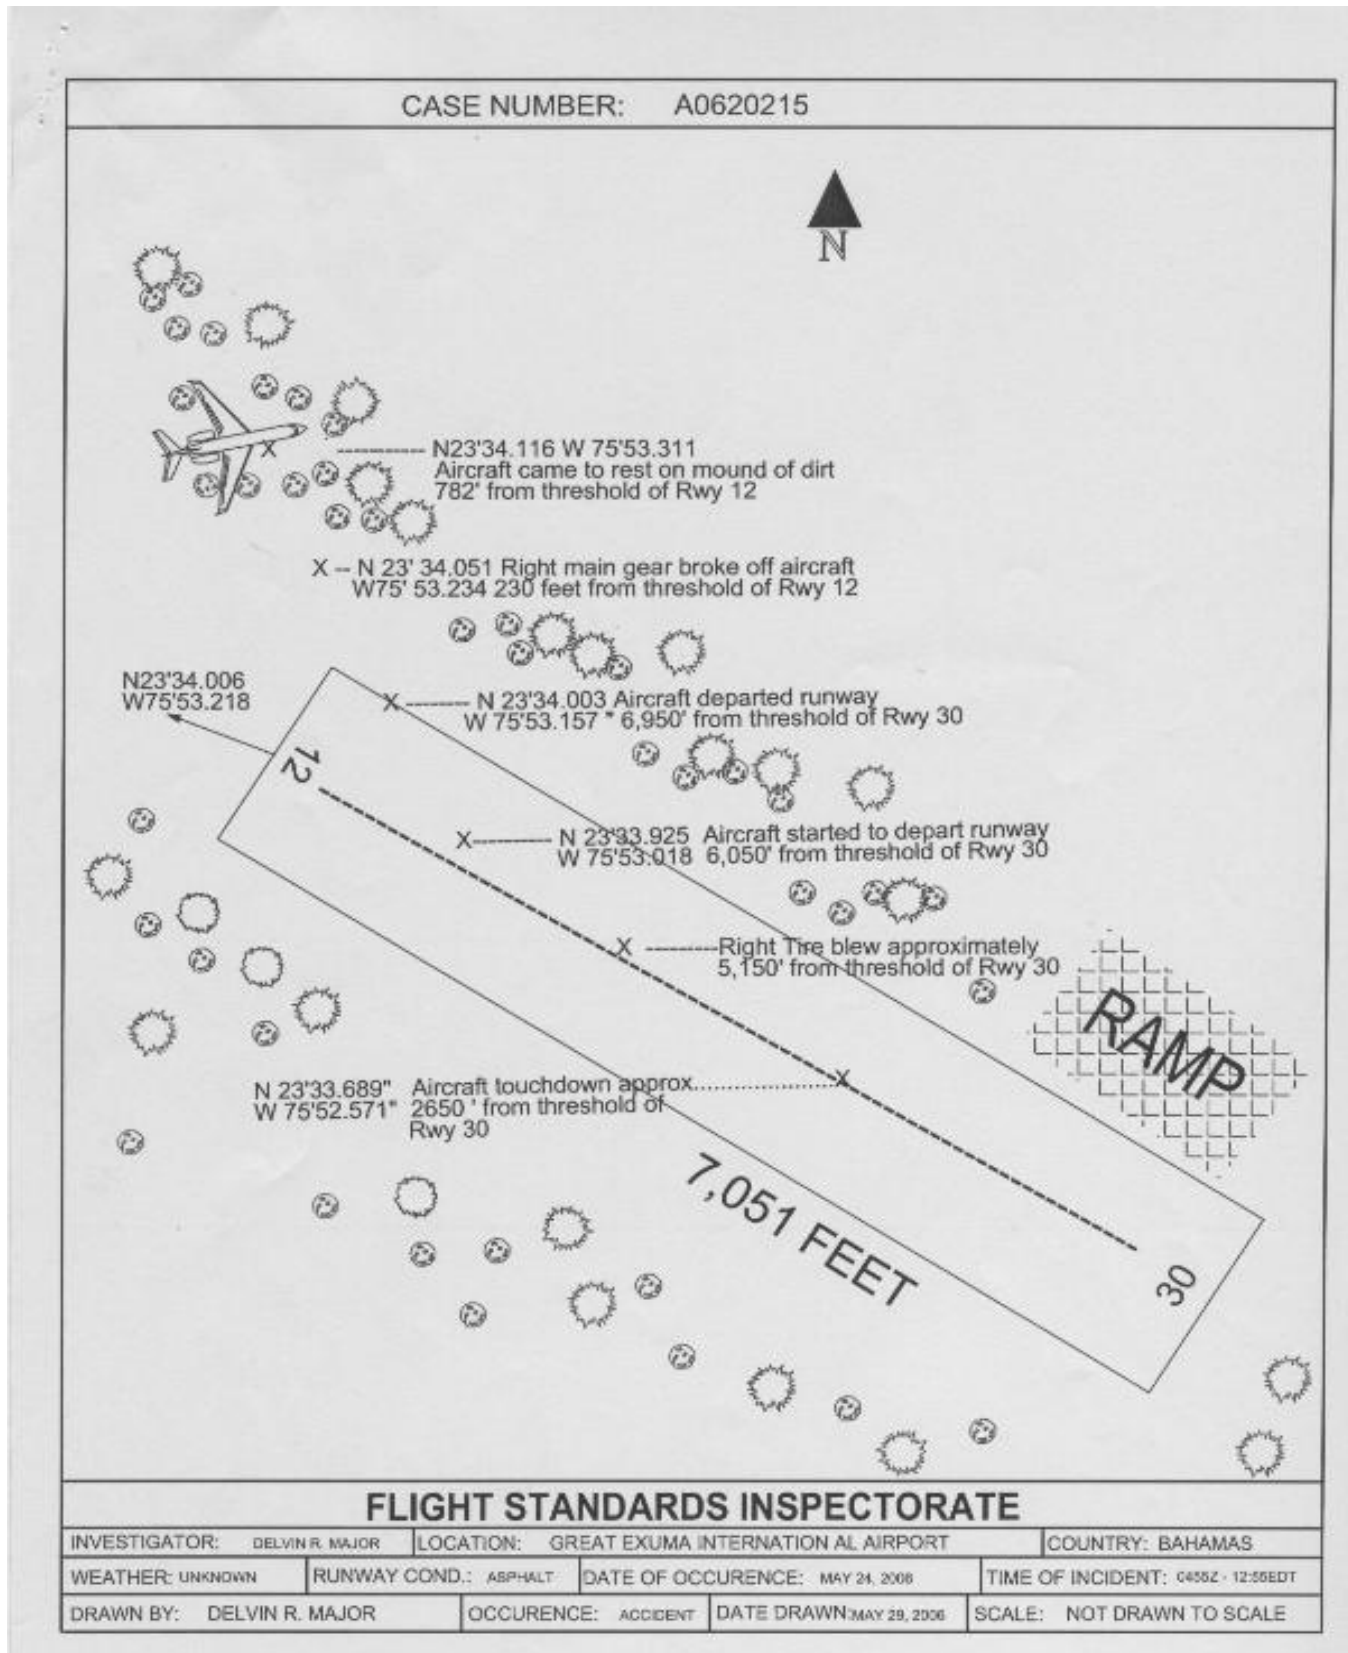 CASE NUMBER: A0620215
N
N23'34.116 W 75'53.311
Aircraft came to rest on mound of dirt
782' from threshold of Rwy 12
X -- N 23' 34.051 Right main gear broke off aircraft
W75' 53.234 230 feet from threshold of Rwy 12
N23'34.006
W75'53.218
X -------- N 23'34.003 Aircraft departed runway
W 75'53.157 " 6,950' from threshold of Rwy 30
12
X---------- N 23'33.925 Aircraft started to depart runway
W 75'53.018 6,050' from threshold of Rwy 30
X ----------Right Tire blew approximately
5,150' from threshold of Rwy 30
RAMP
N 23'33.689" Aircraft touchdown approx...................... X
W 75'52.571" 2650 ' from threshold of
Rwy 30
7,051 FEET
30
FLIGHT STANDARDS INSPECTORATE
INVESTIGATOR: DELVIN R. MAJOR LOCATION: GREAT EXUMA INTERNATION AL AIRPORT COUNTRY: BAHAMAS
WEATHER: UNKNOWN RUNWAY COND.: ASPHALT DATE OF OCCURENCE: MAY 24, 2006 TIME OF INCIDENT: 0455Z - 12:55EDT
DRAWN BY: DELVIN R. MAJOR OCCURENCE: ACCIDENT DATE DRAWN: MAY 29, 2006 SCALE: NOT DRAWN TO SCALE